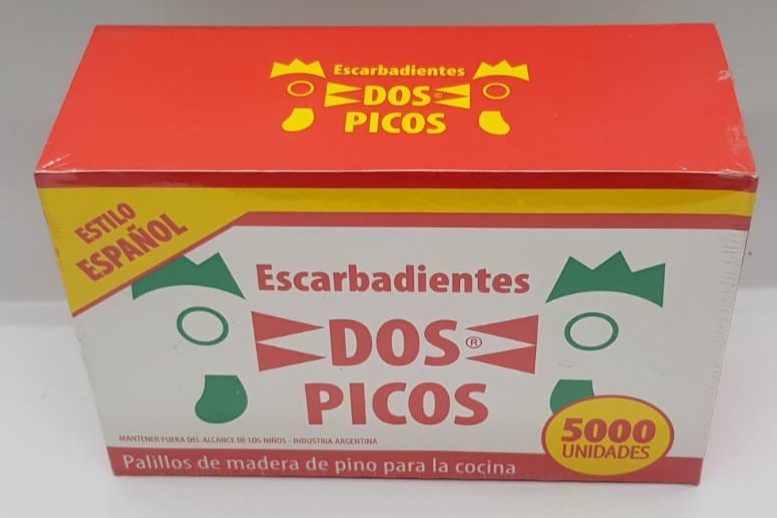 Escarbadientes
DOS®
PICOS
ESTILO
ESPAÑOL
Escarbadientes
DOS®
PICOS
MANTENER FUERA DEL ALCANCE DE LOS NIÑOS - INDUSTRIA ARGENTINA
5000
UNIDADES
Palillos de madera de pino para la cocina